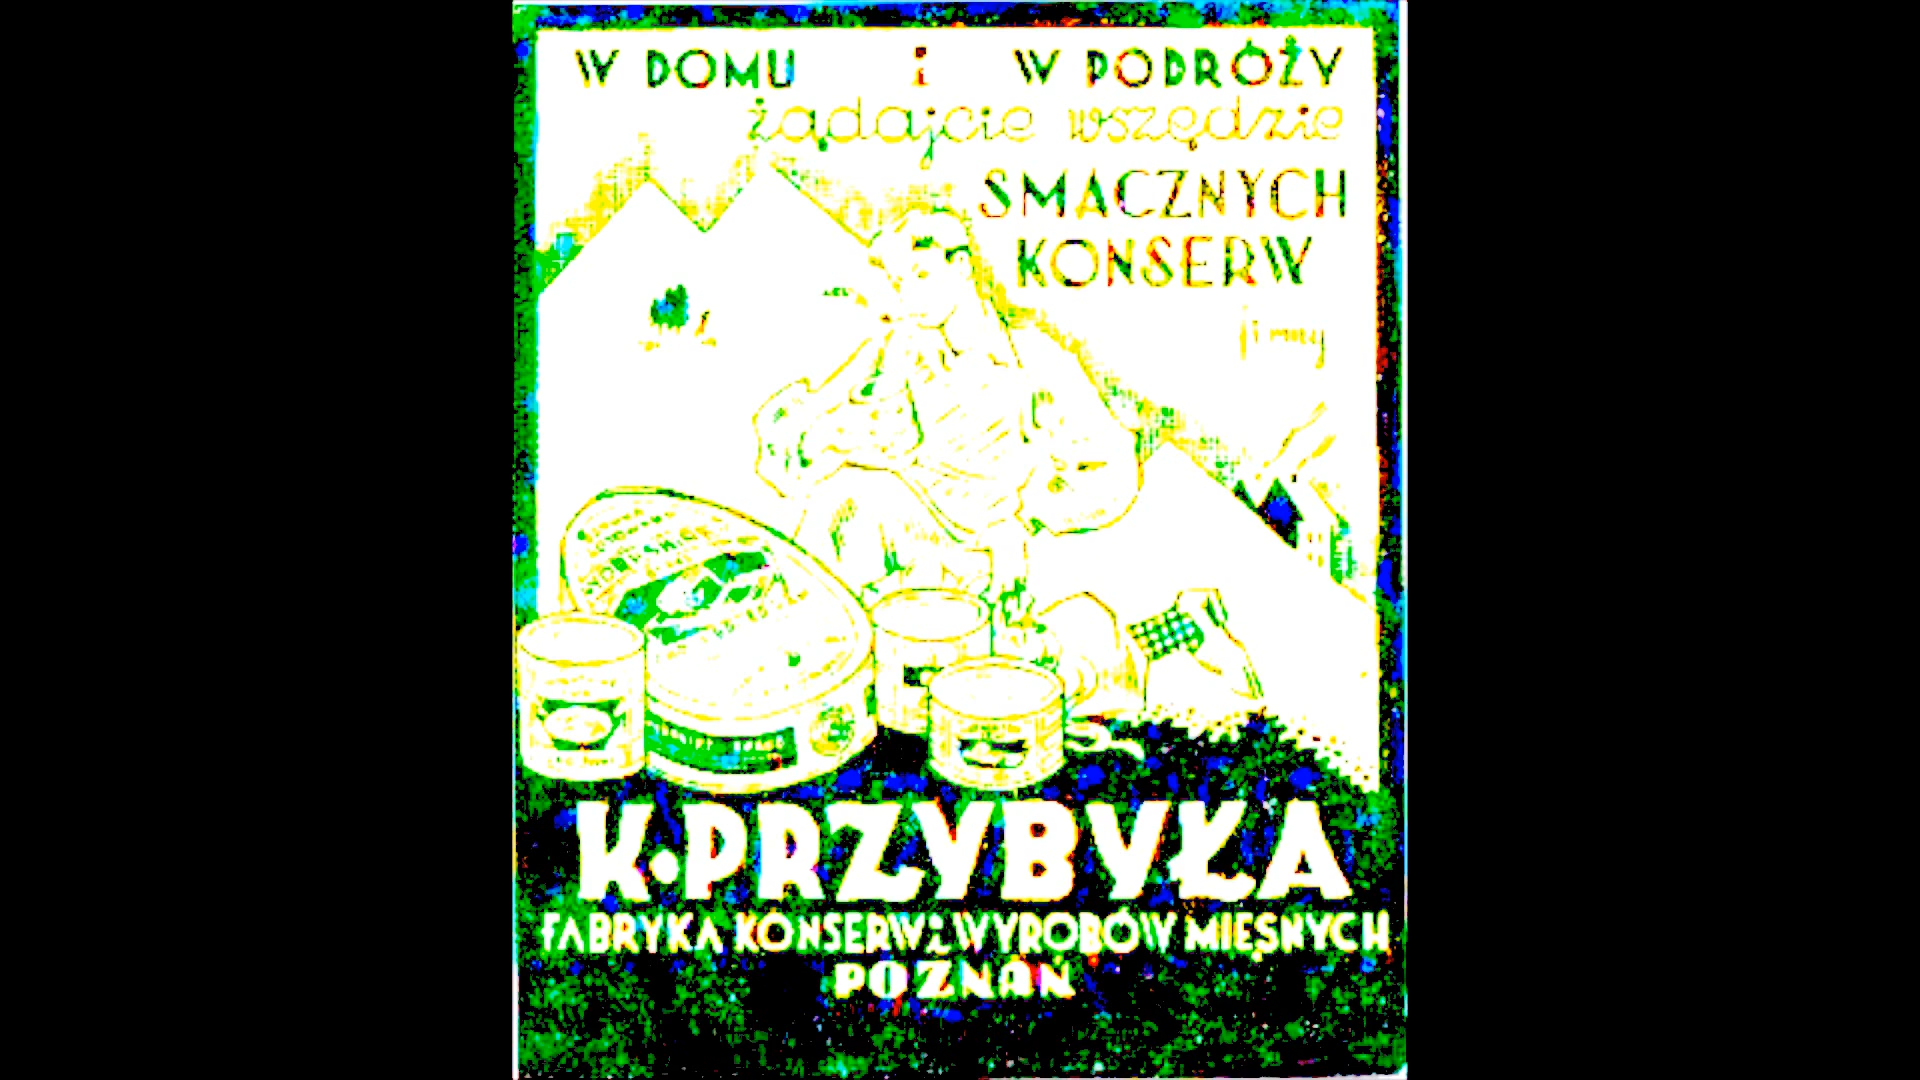 W DOMU i W PODRÓŻY
żądajcie wszędzie
SMACZNYCH
KONSERW
firmy
K. PRZYBYŁA
FABRYKA KONSERW i WYROBÓW MIĘSNYCH
POZNAŃ